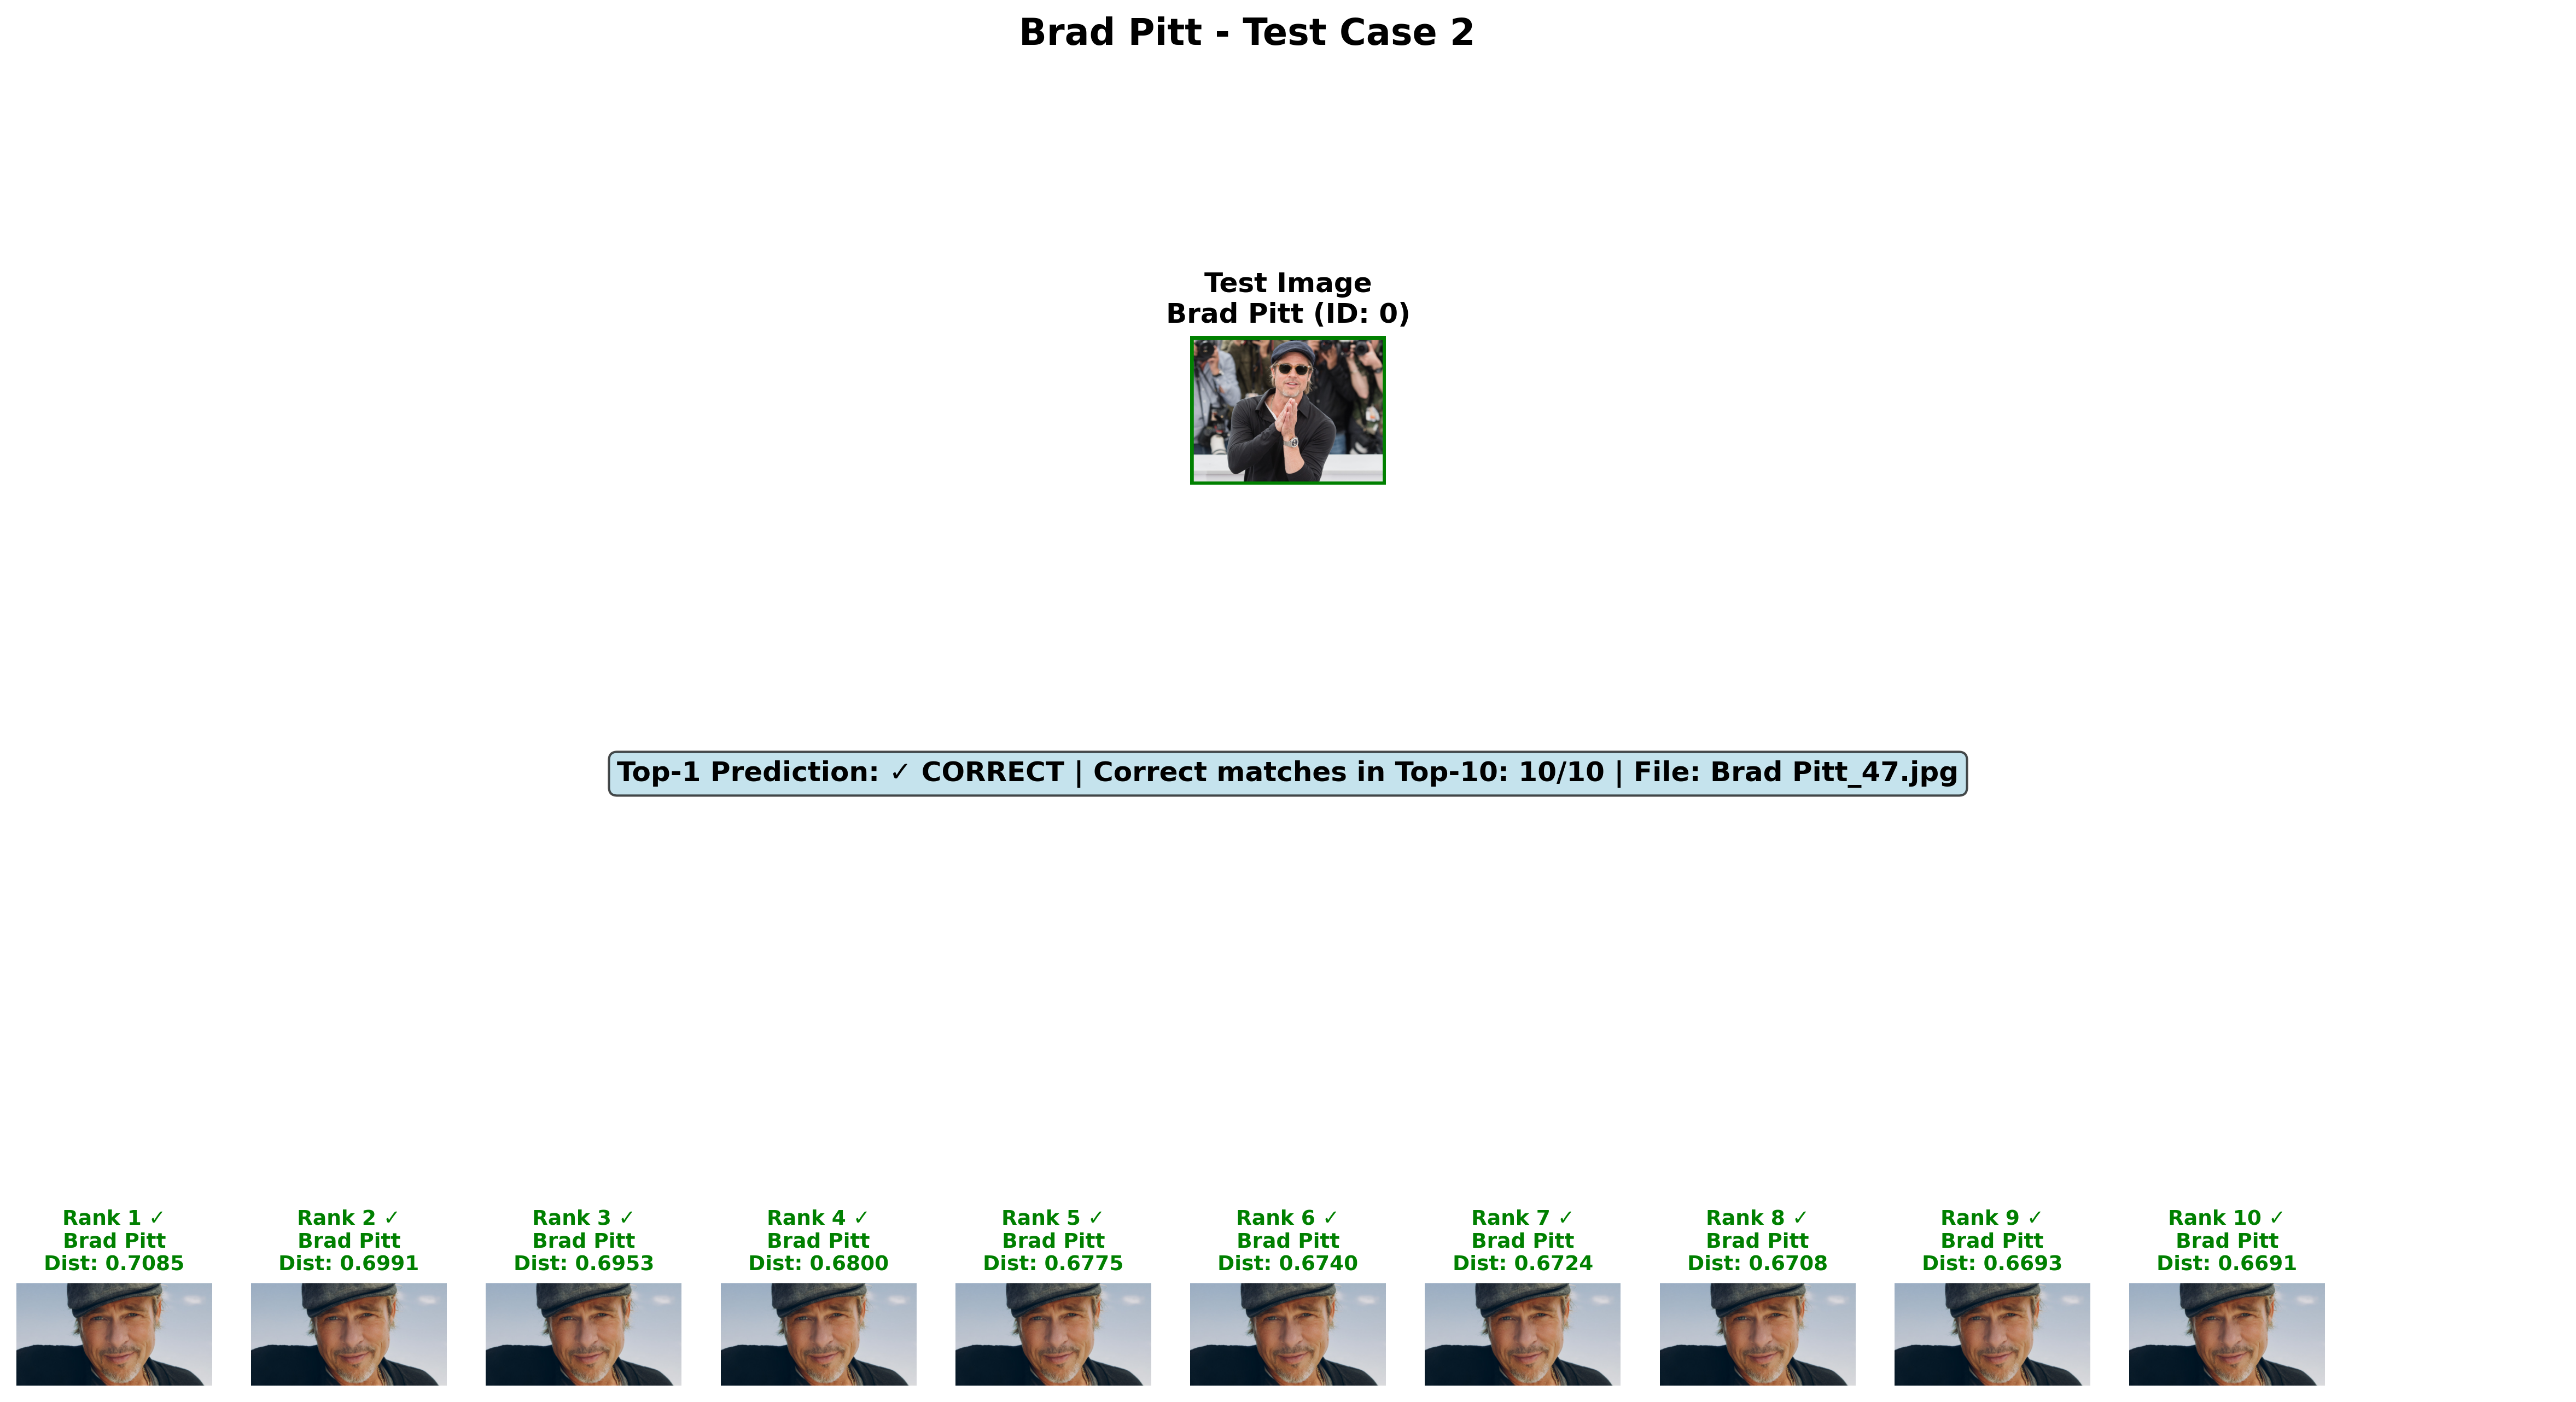 Brad Pitt - Test Case 2
Test Image
Brad Pitt (ID: 0)
Top-1 Prediction: ✓ CORRECT | Correct matches in Top-10: 10/10 | File: Brad Pitt_47.jpg
Rank 1 ✓
Brad Pitt
Dist: 0.7085
Rank 2 ✓
Brad Pitt
Dist: 0.6991
Rank 3 ✓
Brad Pitt
Dist: 0.6953
Rank 4 ✓
Brad Pitt
Dist: 0.6800
Rank 5 ✓
Brad Pitt
Dist: 0.6775
Rank 6 ✓
Brad Pitt
Dist: 0.6740
Rank 7 ✓
Brad Pitt
Dist: 0.6724
Rank 8 ✓
Brad Pitt
Dist: 0.6708
Rank 9 ✓
Brad Pitt
Dist: 0.6693
Rank 10 ✓
Brad Pitt
Dist: 0.6691